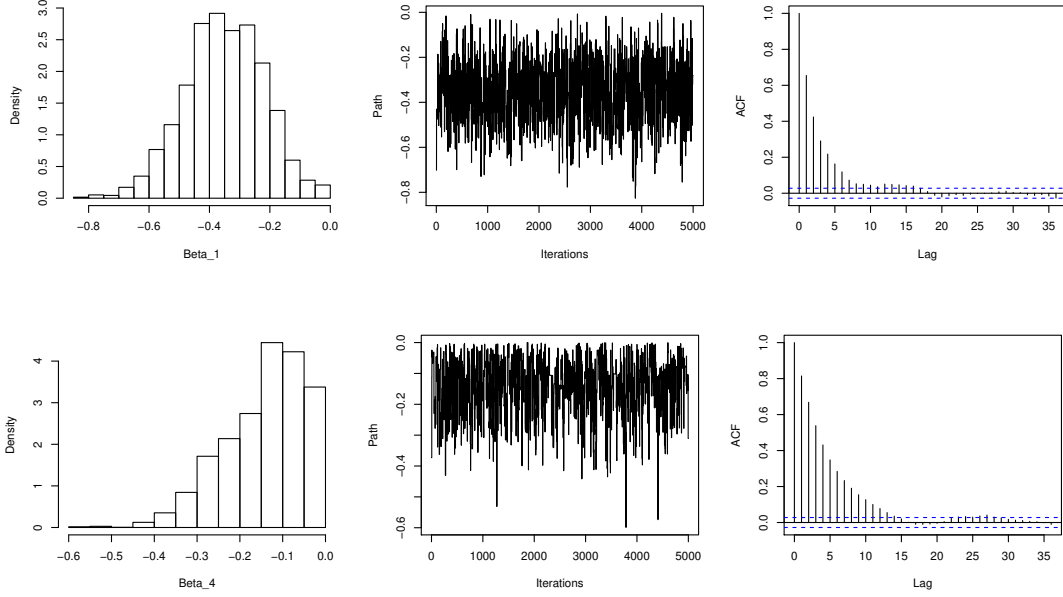 Density
0.0 0.5 1.0 1.5 2.0 2.5 3.0
−0.8 −0.6 −0.4 −0.2 0.0
Beta_1
Path
−0.8 −0.6 −0.4 −0.2 0.0
0 1000 2000 3000 4000 5000
Iterations
ACF
0.0 0.2 0.4 0.6 0.8 1.0
0 5 10 15 20 25 30 35
Lag
Density
0 1 2 3 4
−0.6 −0.5 −0.4 −0.3 −0.2 −0.1 0.0
Beta_4
Path
−0.6 −0.4 −0.2 0.0
0 1000 2000 3000 4000 5000
Iterations
ACF
0.0 0.2 0.4 0.6 0.8 1.0
0 5 10 15 20 25 30 35
Lag